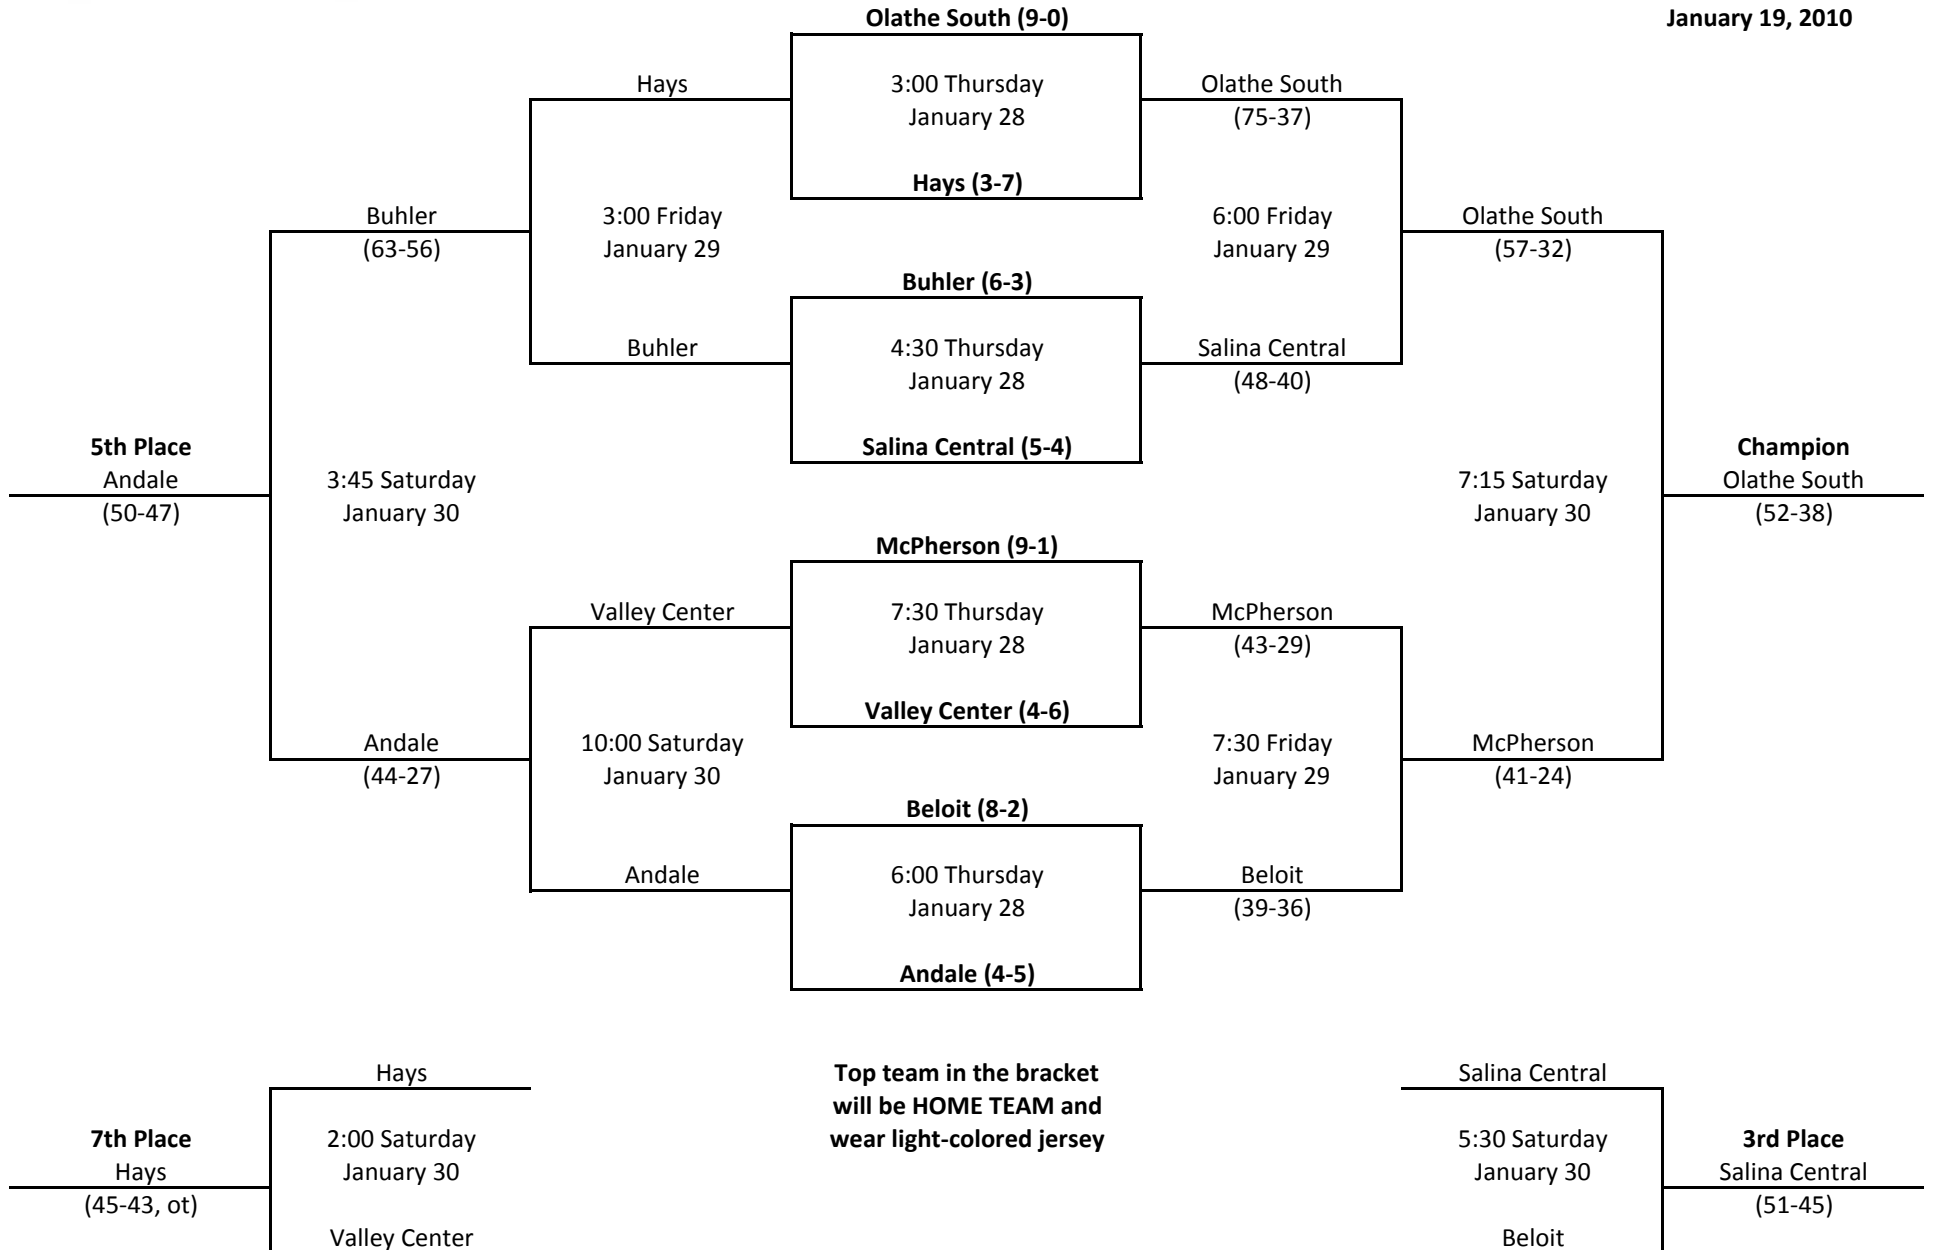 Olathe South (9-0)
January 19, 2010
Hays
3:00 Thursday
Olathe South
January 28
(75-37)
Hays (3-7)
Buhler
3:00 Friday
6:00 Friday
Olathe South
(63-56)
January 29
January 29
(57-32)
Buhler (6-3)
Buhler
4:30 Thursday
Salina Central
January 28
(48-40)
5th Place
Salina Central (5-4)
Champion
Andale
3:45 Saturday
7:15 Saturday
Olathe South
(50-47)
January 30
January 30
(52-38)
McPherson (9-1)
Valley Center
7:30 Thursday
McPherson
January 28
(43-29)
Valley Center (4-6)
Andale
10:00 Saturday
7:30 Friday
McPherson
(44-27)
January 30
January 29
(41-24)
Beloit (8-2)
Andale
6:00 Thursday
Beloit
January 28
(39-36)
Andale (4-5)
Hays
Top team in the bracket
Salina Central
will be HOME TEAM and
7th Place
2:00 Saturday
wear light-colored jersey
5:30 Saturday
3rd Place
Hays
January 30
January 30
Salina Central
(45-43, ot)
(51-45)
Valley Center
Beloit